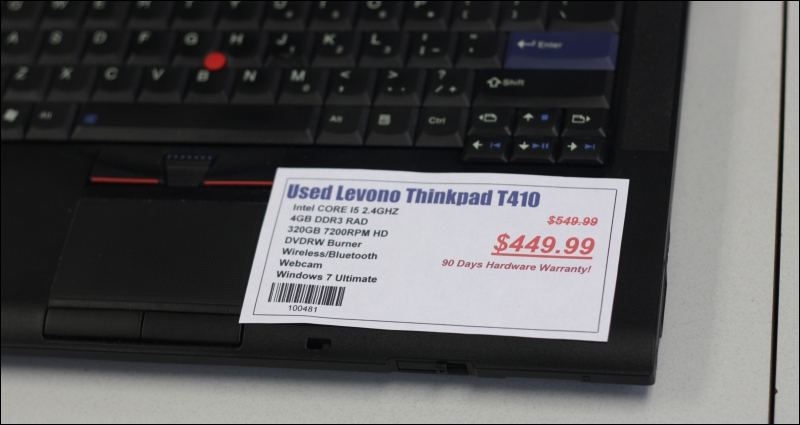 A S D F G H J K L Enter
Z X C V B N M < > ? Shift
Alt Alt Ctrl
Used Levono Thinkpad T410
Intel CORE I5 2.4GHZ
$549.99
4GB DDR3 RAD
320GB 7200RPM HD
$449.99
DVDRW Burner
Wireless/Bluetooth
90 Days Hardware Warranty!
Webcam
Windows 7 Ultimate
100481